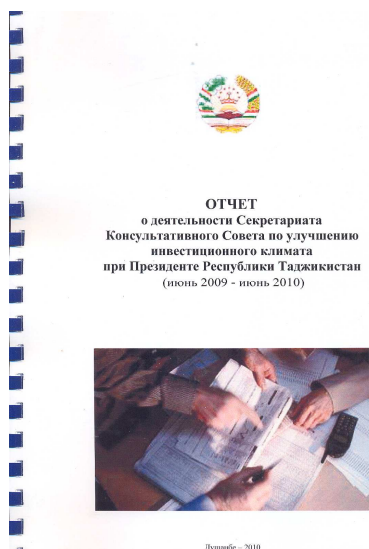 ОТЧЕТ
о деятельности Секретариата
Консультативного Совета по улучшению
инвестиционного климата
при Президенте Республики Таджикистан
(июнь 2009 - июнь 2010)
Душанбе – 2010